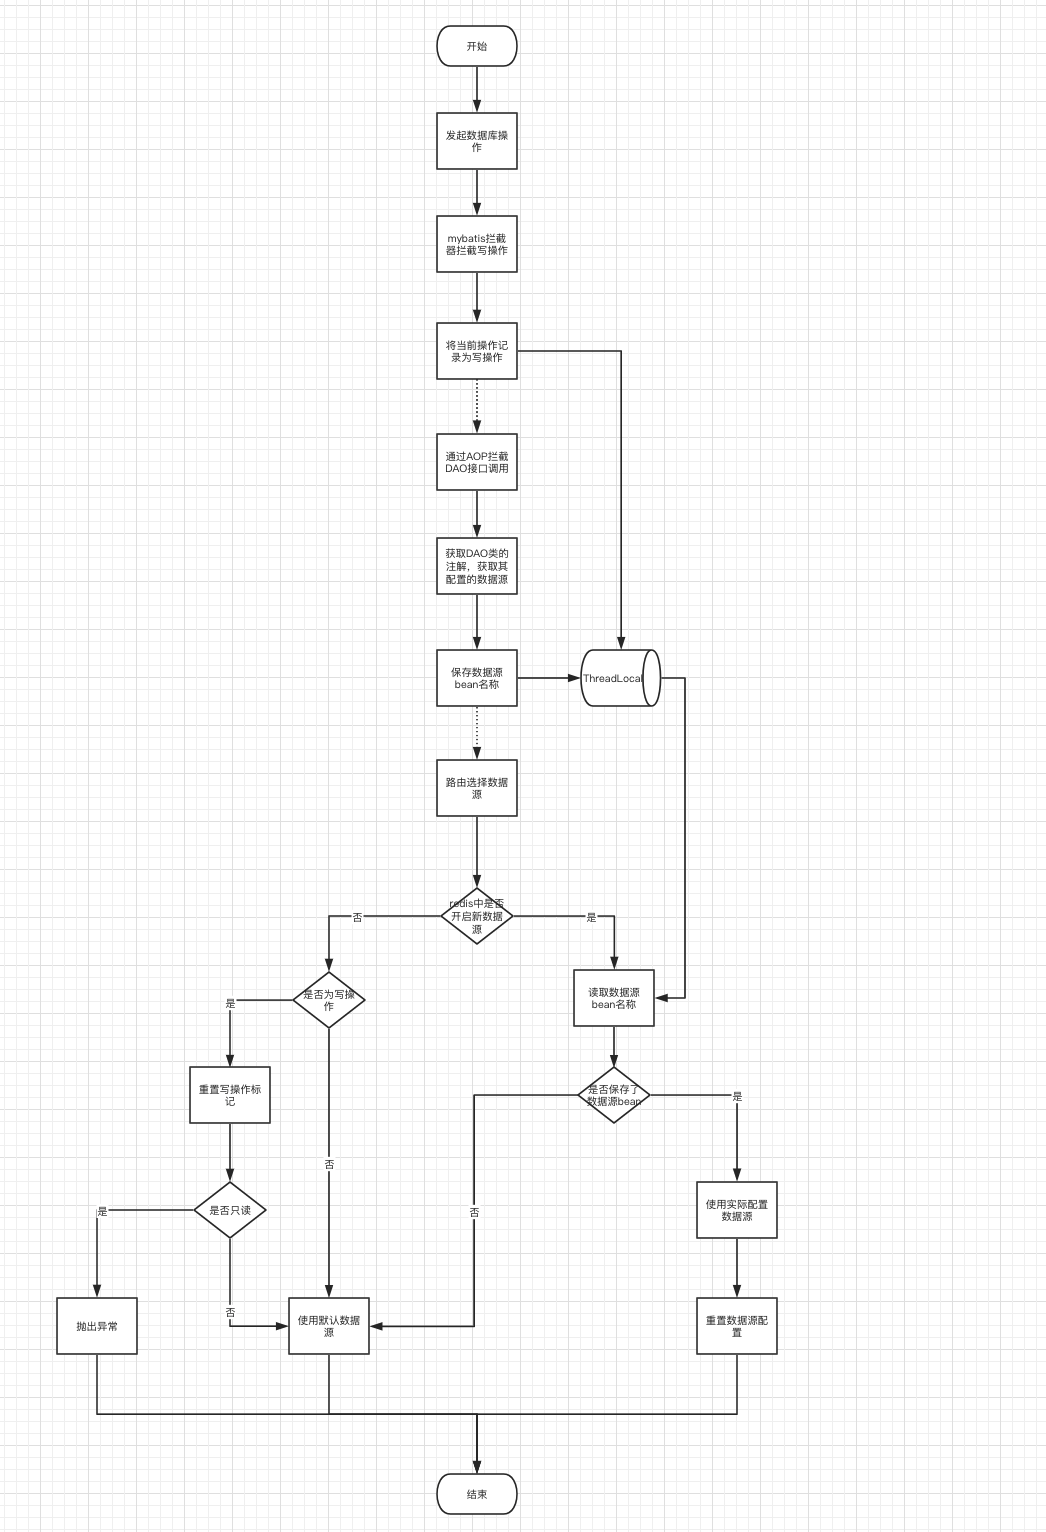 开始
发起数据库操
作
mybatis拦截
器拦截写操作
将当前操作记
录为写操作
通过AOP拦截
DAO接口调用
获取DAO类的
注解，获取其
配置的数据源
保存数据源
bean名称
ThreadLocal
路由选择数据
源
redis中是否
开启新数据
源
否
是
是否为写操
作
读取数据源
bean名称
是
重置写操作标
记
是否保存了
数据源bean
是
否
是否只读
是
否
使用实际配置
数据源
否
抛出异常
使用默认数据
源
重置数据源配
置
结束